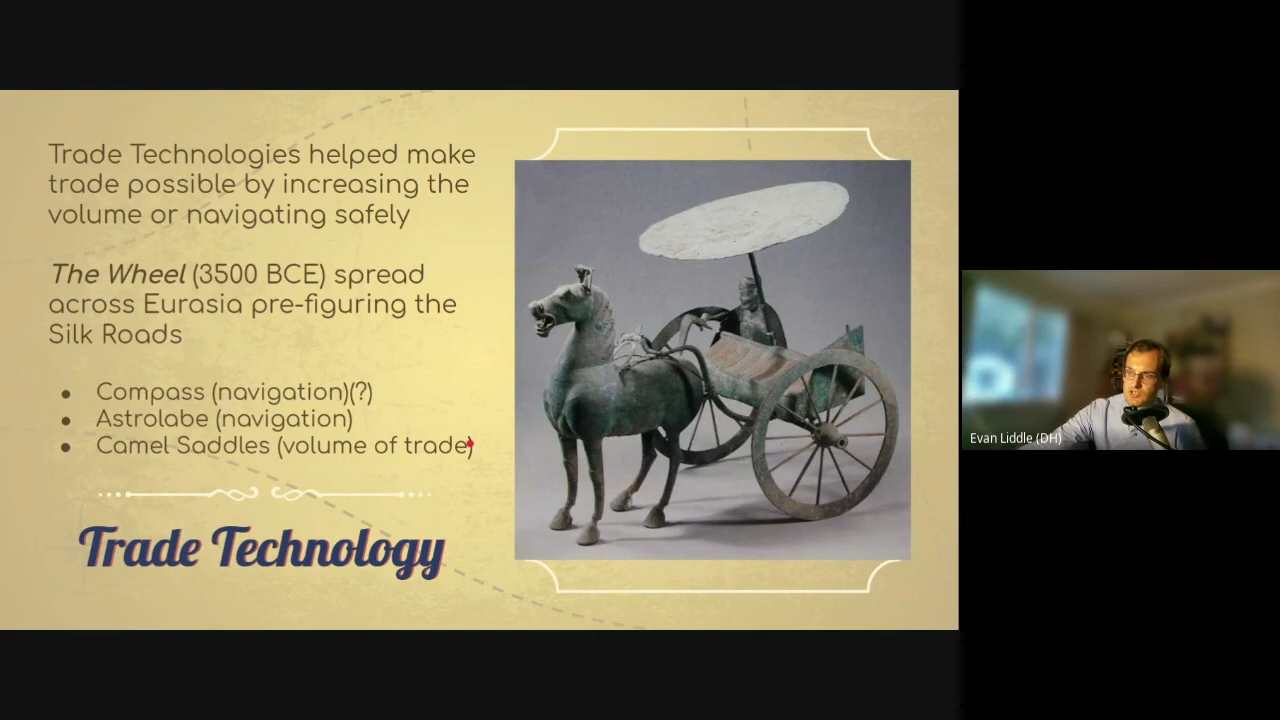 Trade Technologies helped make
trade possible by increasing the
volume or navigating safely
The Wheel (3500 BCE) spread
across Eurasia pre-figuring the
Silk Roads
• Compass (navigation)(?)
• Astrolabe (navigation)
• Camel Saddles (volume of trade)
Trade Technology
Evan Liddle (DH)